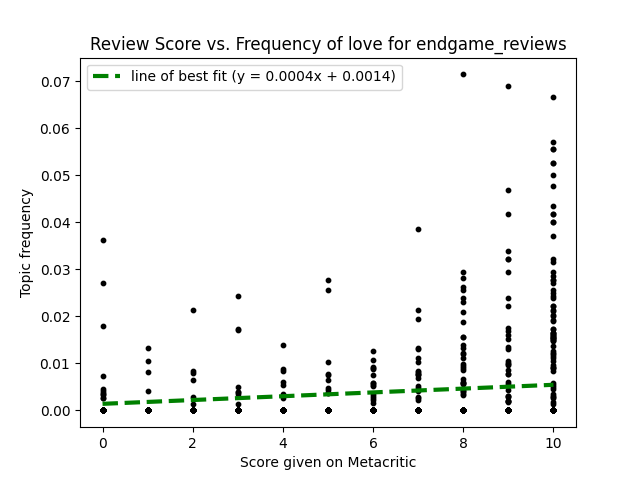 Review Score vs. Frequency of love for endgame_reviews
line of best fit (y = 0.0004x + 0.0014)
0.07
0.06
0.05
0.04
0.03
0.02
0.01
0.00
Topic frequency
0 2 4 6 8 10
Score given on Metacritic